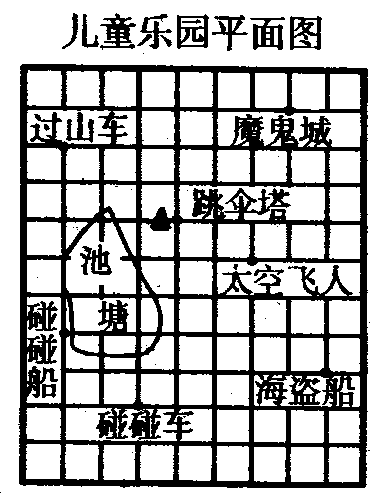 儿童乐园平面图
过山车
魔鬼城
跳伞塔
池塘
太空飞人
碰碰船
海盗船
碰碰车